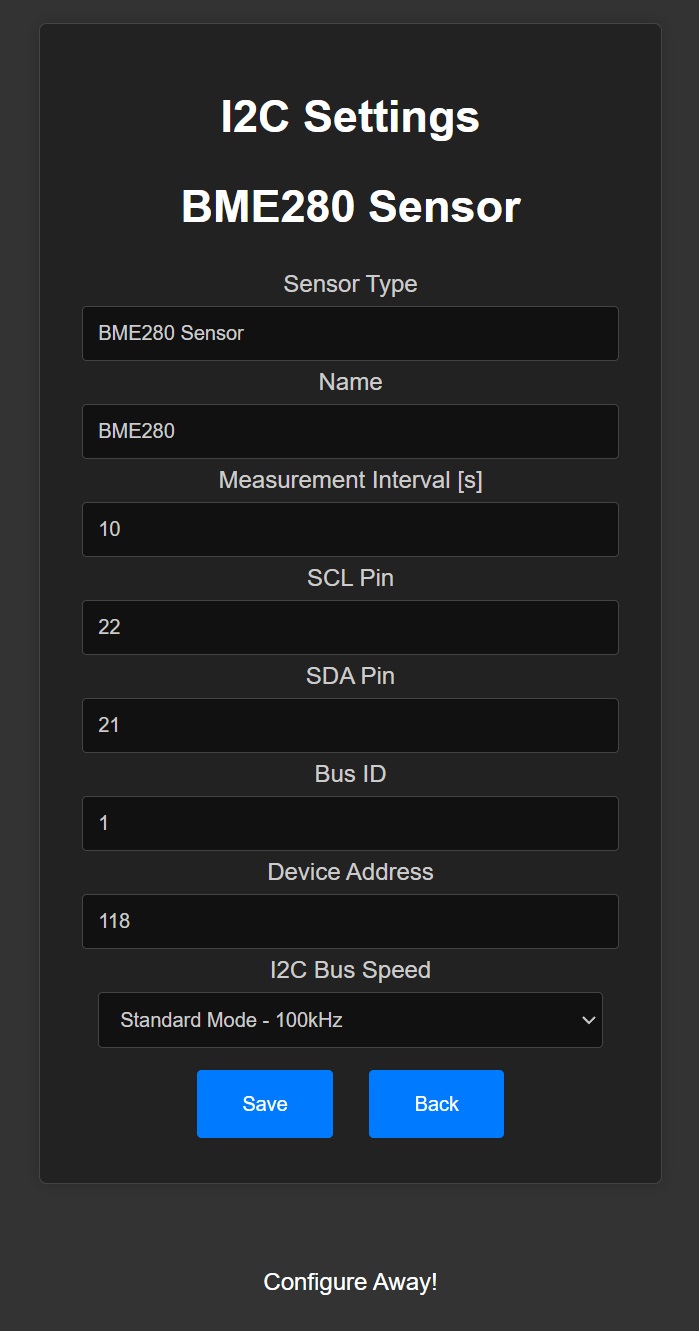 I2C Settings
BME280 Sensor
Sensor Type
BME280 Sensor
Name
BME280
Measurement Interval [s]
10
SCL Pin
22
SDA Pin
21
Bus ID
1
Device Address
118
I2C Bus Speed
Standard Mode - 100kHz
Save Back
Configure Away!